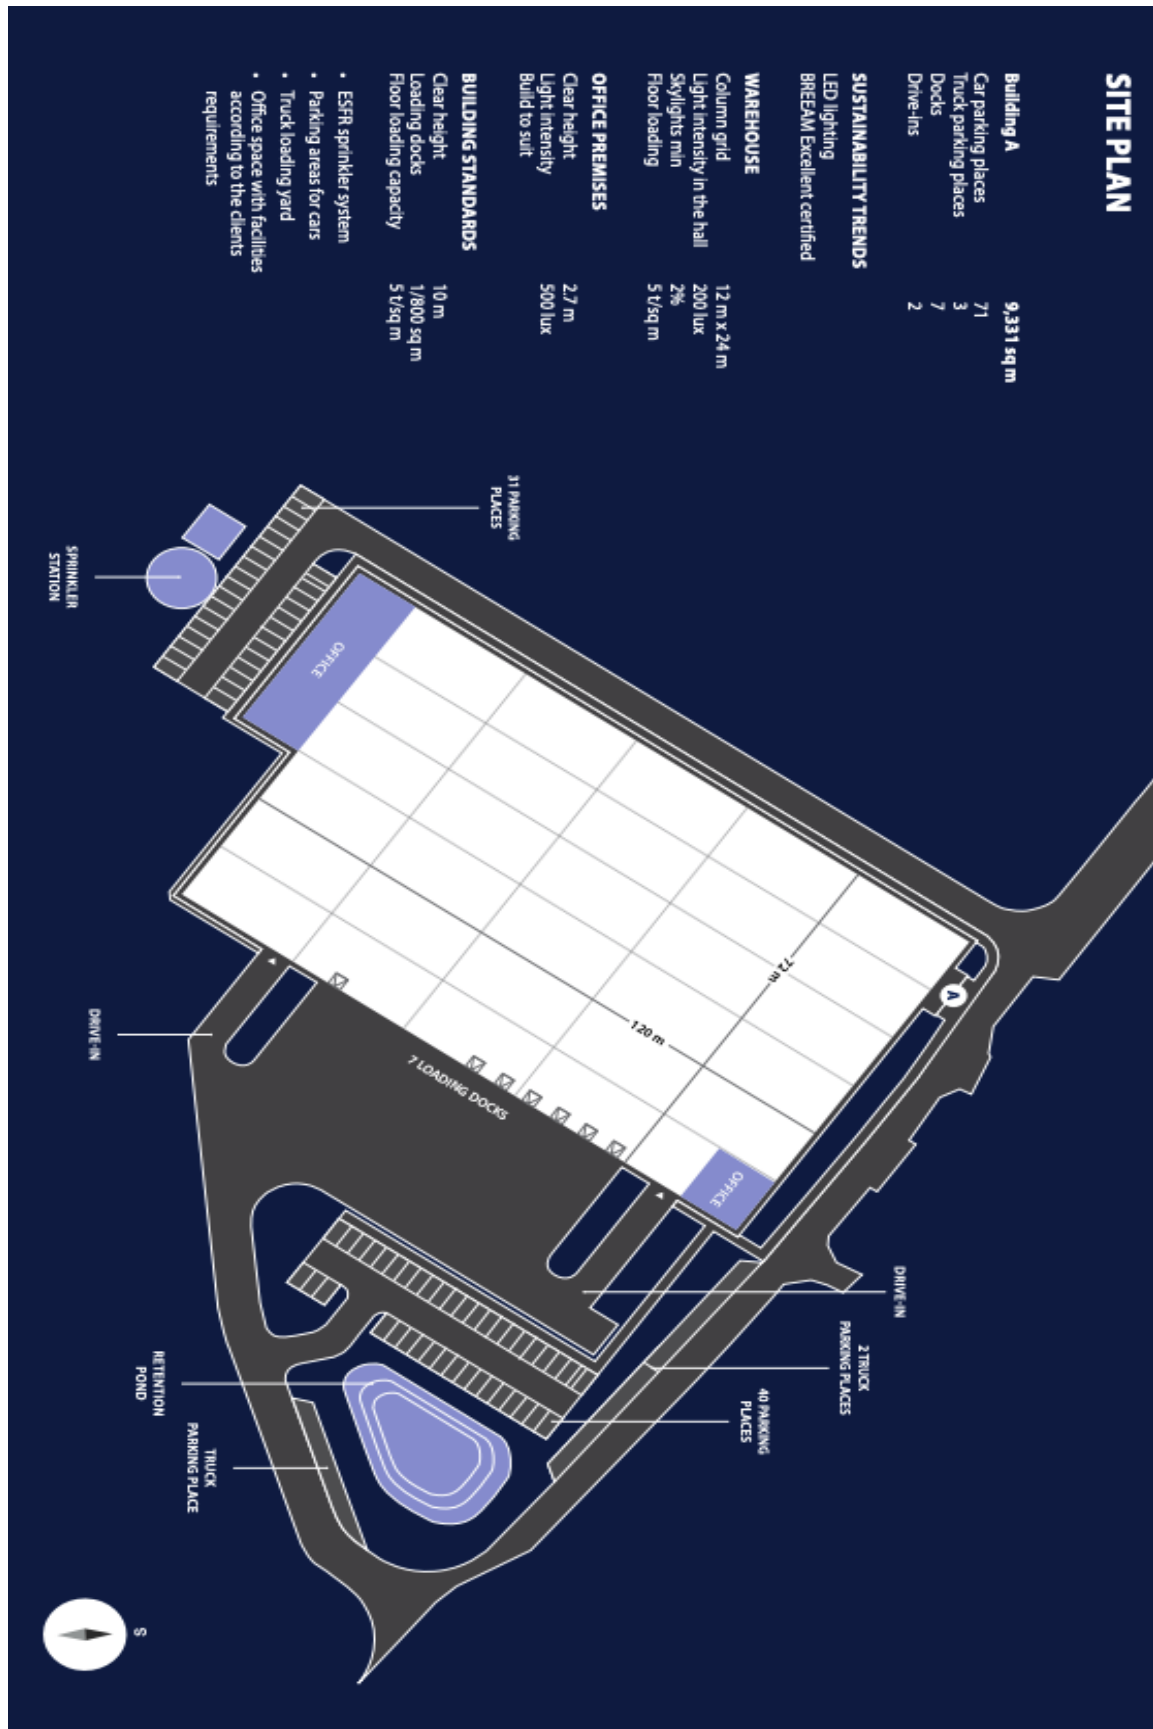 SITE PLAN
Building A 9,331 sq m
Car parking places 71
Truck parking places 3
Docks 7
Drive-ins 2
SUSTAINABILITY TRENDS
LED lighting
BREEAM Excellent certified
WAREHOUSE
Column grid 12 m x 24 m
Light intensity in the hall 200 lux
Skylights min 2%
Floor loading 5 t/sq m
OFFICE PREMISES
Clear height 2.7 m
Light intensity 500 lux
Build to suit
BUILDING STANDARDS
Clear height 10 m
Loading docks 1/800 sq m
Floor loading capacity 5 t/sq m
• ESFR sprinkler system
• Parking areas for cars
• Truck loading yard
• Office space with facilities
according to the clients
requirements
31 PARKING
PLACES
SPRINKLER
STATION
OFFICE
72 m
120 m
A
7 LOADING DOCKS
OFFICE
DRIVE-IN
DRIVE-IN
2 TRUCK
PARKING PLACES
40 PARKING
PLACES
RETENTION
POND
TRUCK
PARKING PLACE
S